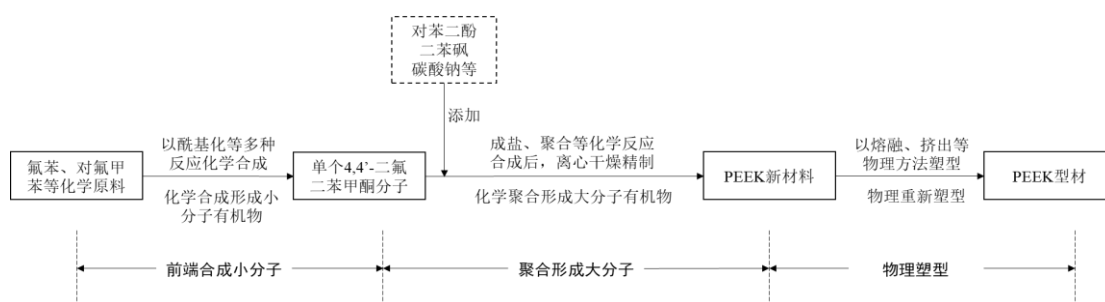 对苯二酚
二苯砜
碳酸钠等
添加
以酰基化等多种
反应化学合成
成盐、聚合等化学反应
合成后，离心干燥精制
以熔融、挤出等
物理方法塑型
氟苯、对氟甲
苯等化学原料
单个4,4’-二氟
二苯甲酮分子
PEEK新材料
PEEK型材
化学合成形成小
分子有机物
化学聚合形成大分子有机物
物理重新塑型
前端合成小分子
聚合形成大分子
物理塑型